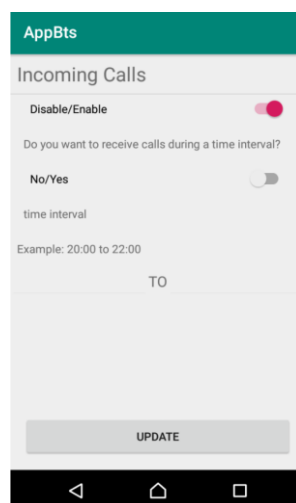 AppBts
Incoming Calls
Disable/Enable
Do you want to receive calls during a time interval?
No/Yes
time interval
Example: 20:00 to 22:00
TO
UPDATE